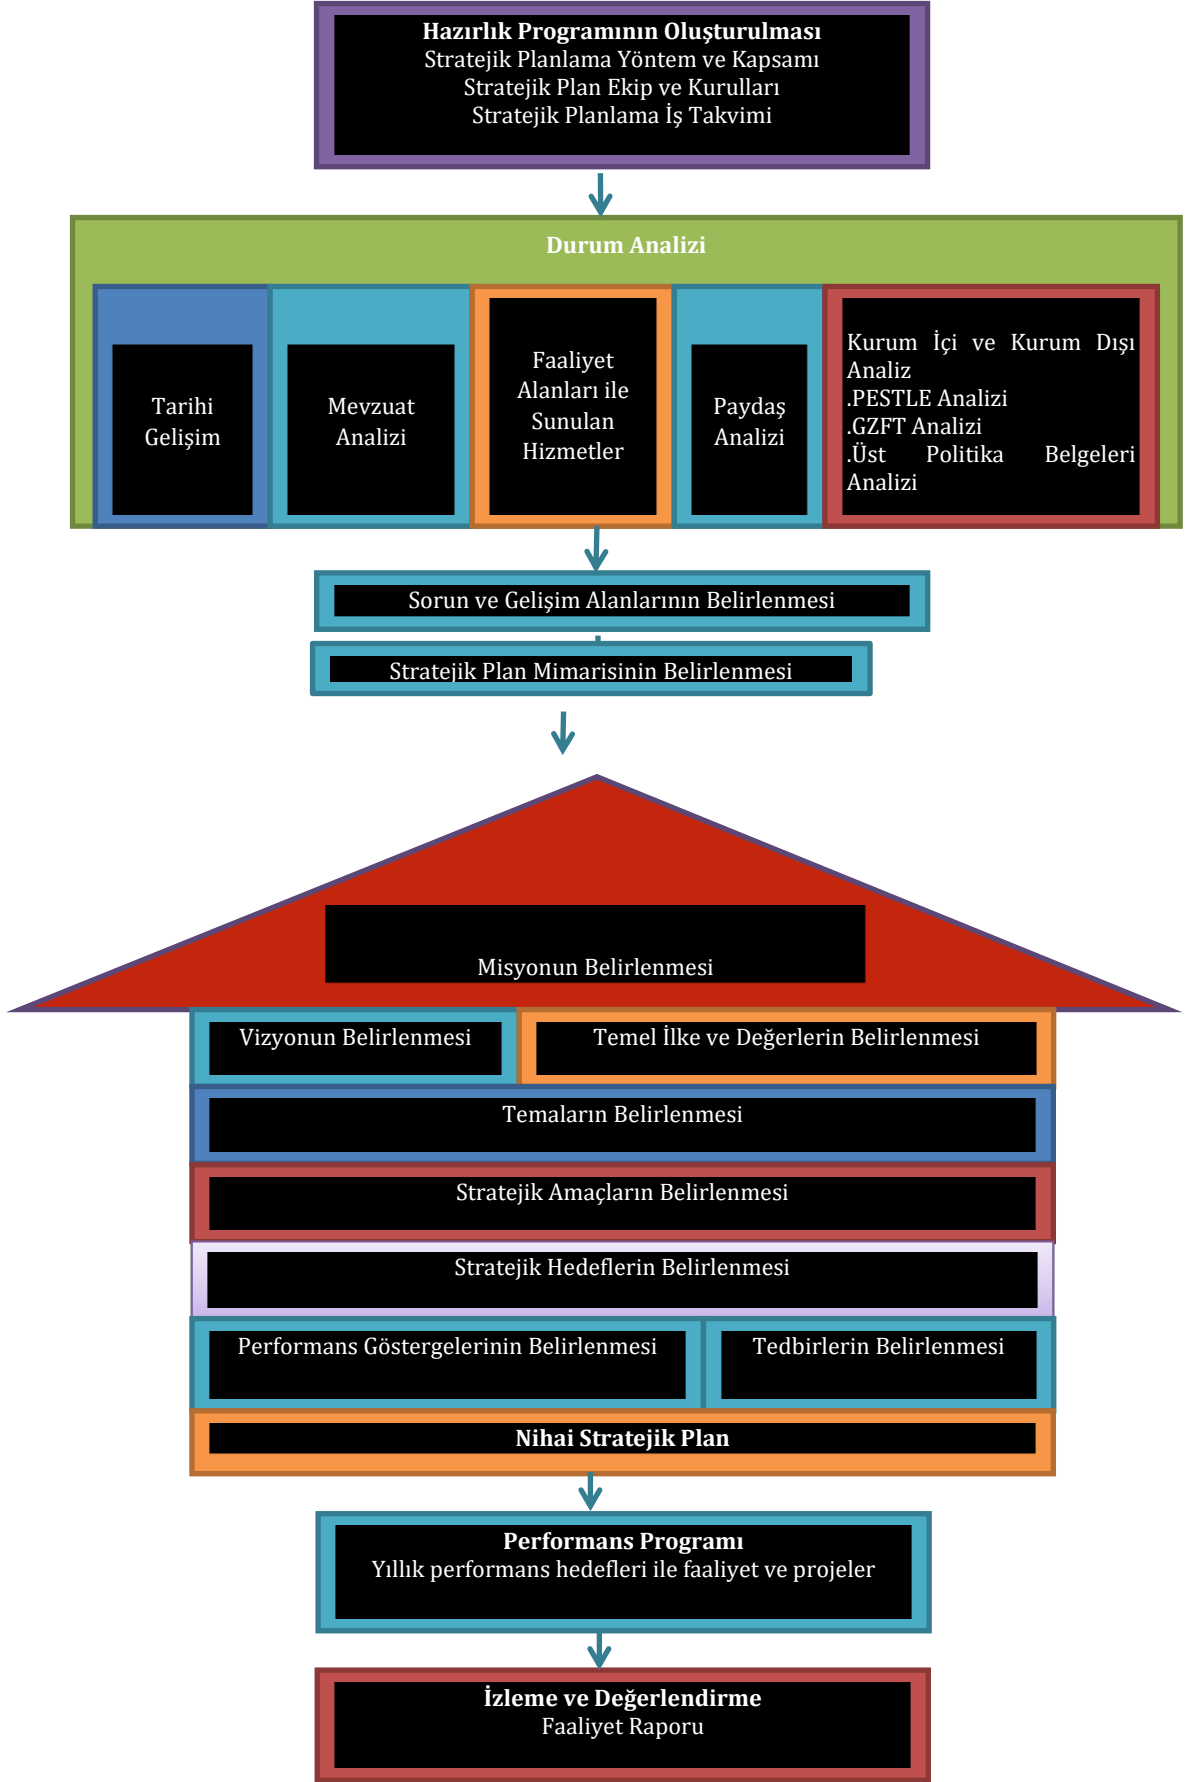 Hazırlık Programının Oluşturulması
Stratejik Planlama Yöntem ve Kapsamı
Stratejik Plan Ekip ve Kurulları
Stratejik Planlama İş Takvimi
Durum Analizi
Tarihi
Gelişim
Mevzuat
Analizi
Faaliyet
Alanları ile
Sunulan
Hizmetler
Paydaş
Analizi
Kurum İçi ve Kurum Dışı
Analiz
.PESTLE Analizi
.GZFT Analizi
.Üst Politika Belgeleri
Analizi
Sorun ve Gelişim Alanlarının Belirlenmesi
Stratejik Plan Mimarisinin Belirlenmesi
Misyonun Belirlenmesi
Vizyonun Belirlenmesi
Temel İlke ve Değerlerin Belirlenmesi
Temaların Belirlenmesi
Stratejik Amaçların Belirlenmesi
Stratejik Hedeflerin Belirlenmesi
Performans Göstergelerinin Belirlenmesi
Tedbirlerin Belirlenmesi
Nihai Stratejik Plan
Performans Programı
Yıllık performans hedefleri ile faaliyet ve projeler
İzleme ve Değerlendirme
Faaliyet Raporu